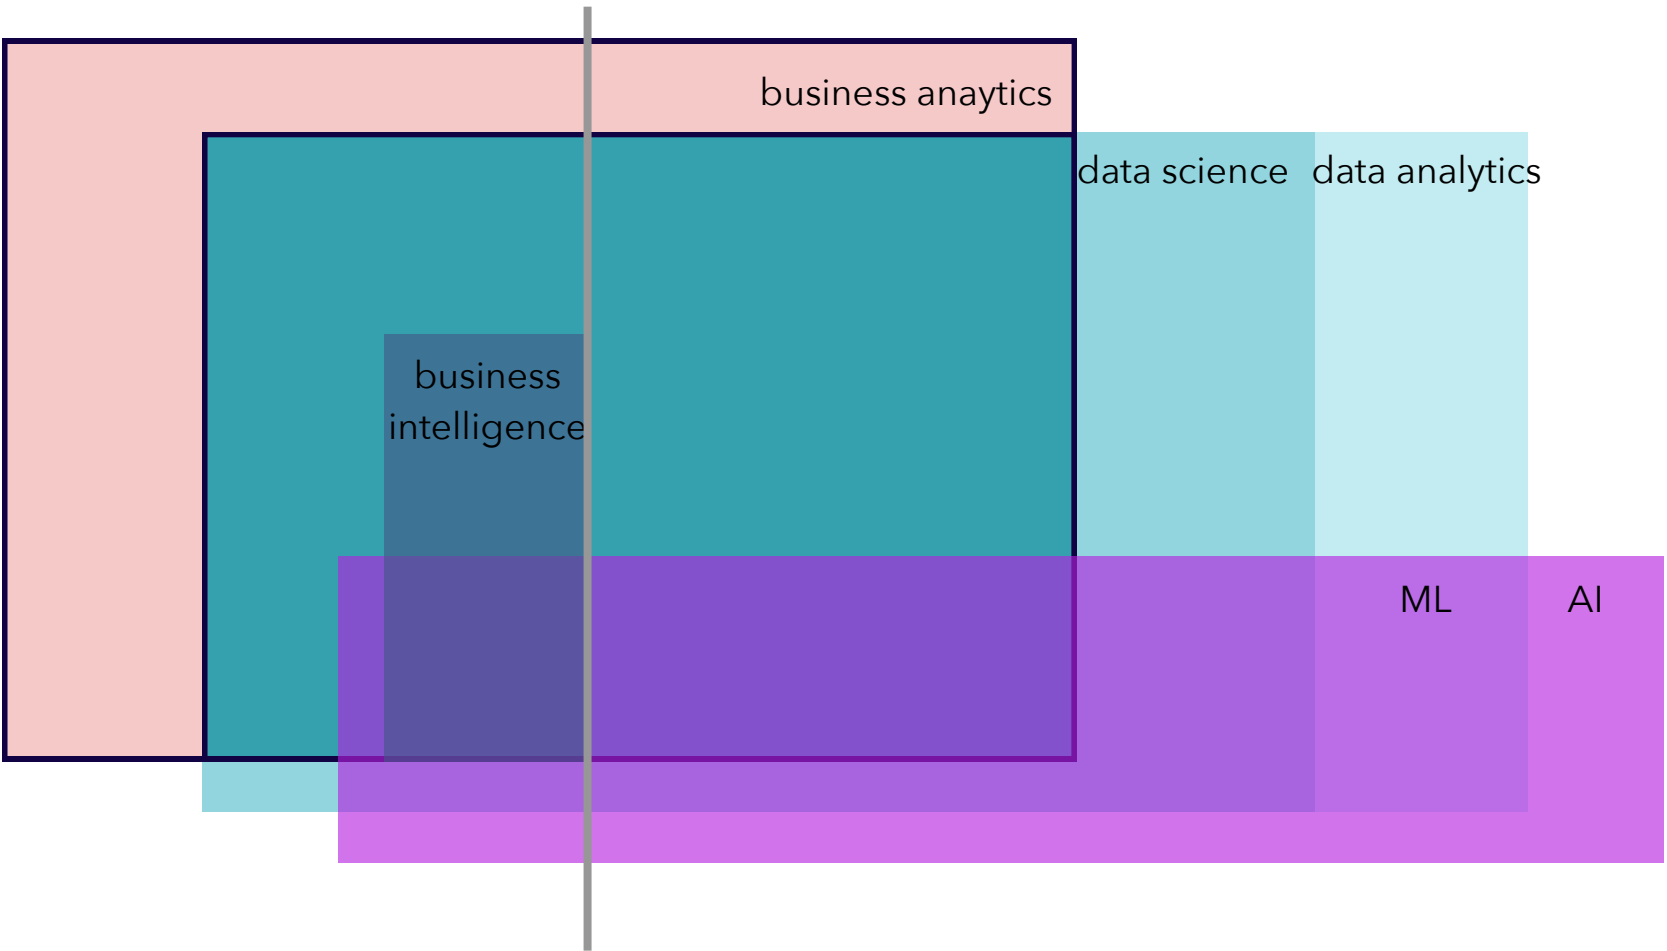 business anaytics
data science
data analytics
business
intelligence
ML
AI